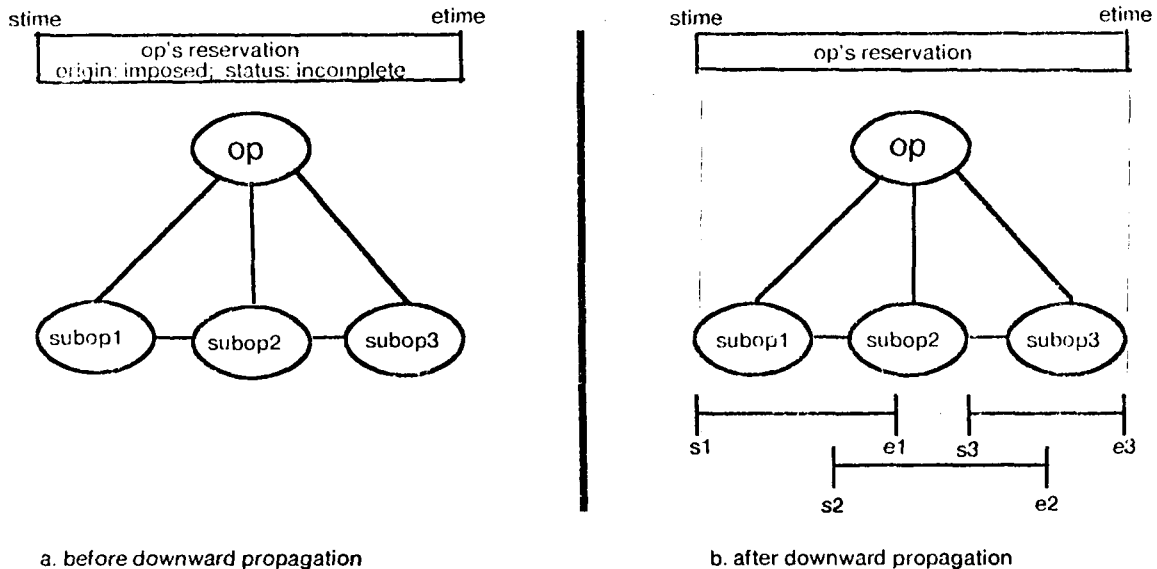 stime etime
op's reservation
origin: imposed; status: incomplete
op
subop1 subop2 subop3
a. before downward propagation
stime etime
op's reservation
op
subop1 subop2 subop3
s1 e1 s3 e3
s2 e2
b. after downward propagation